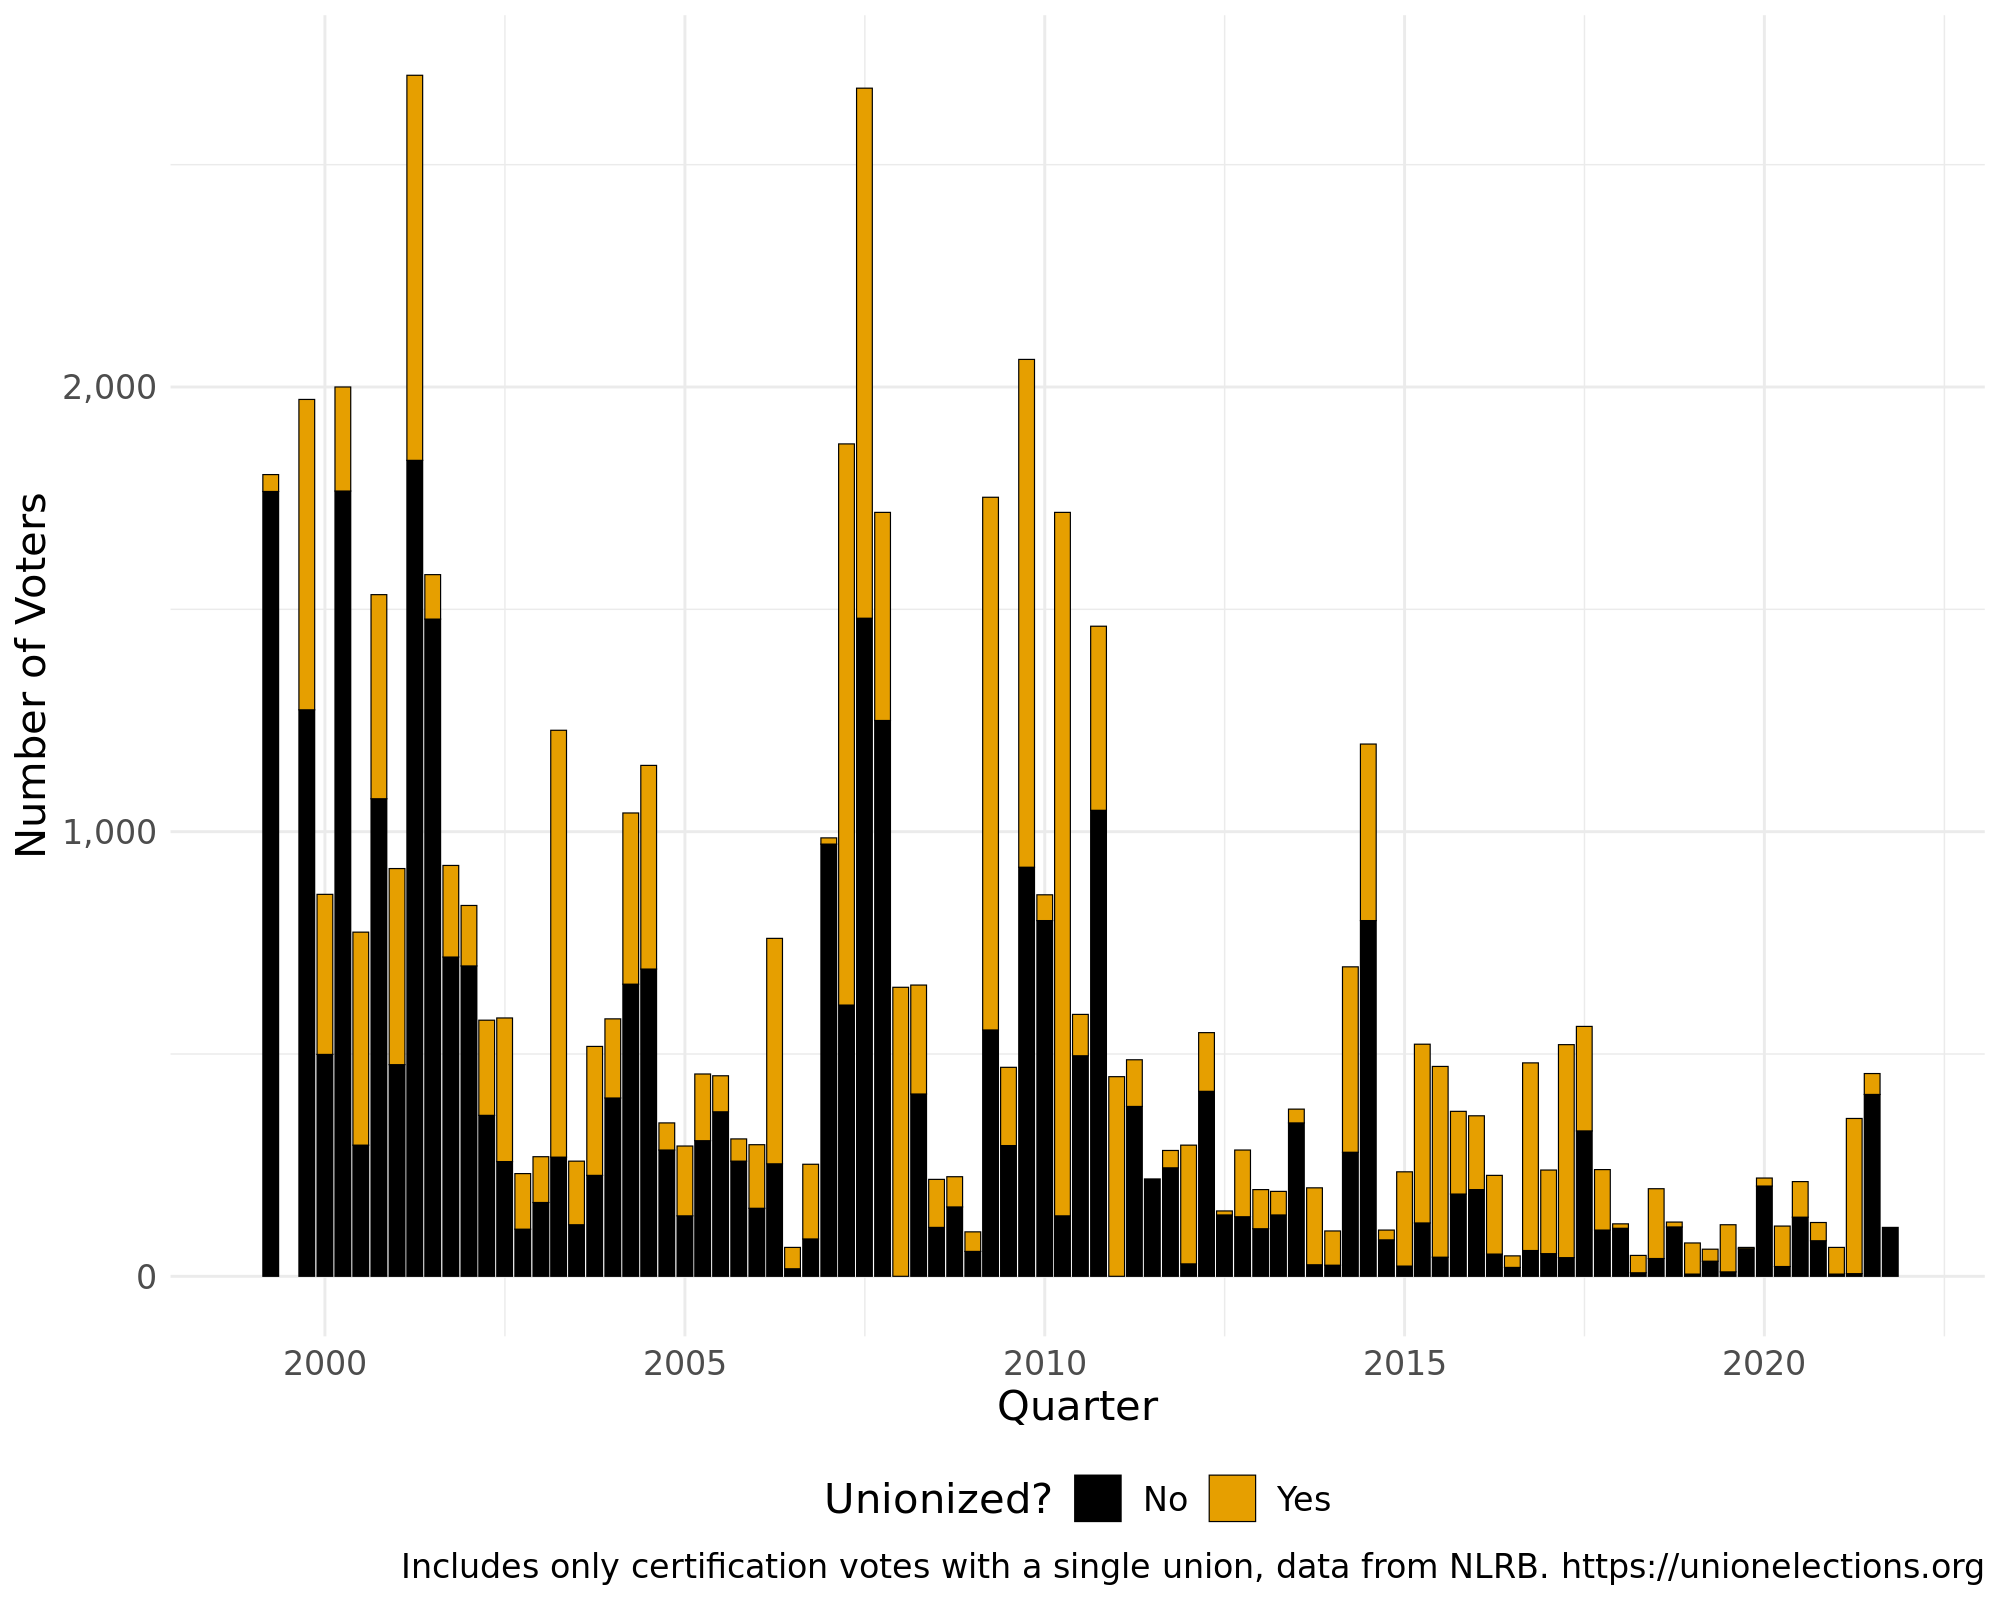 Number of Voters
2,000
1,000
0
2000 2005 2010 2015 2020
Quarter
Unionized? No Yes
Includes only certification votes with a single union, data from NLRB. https://unionelections.org